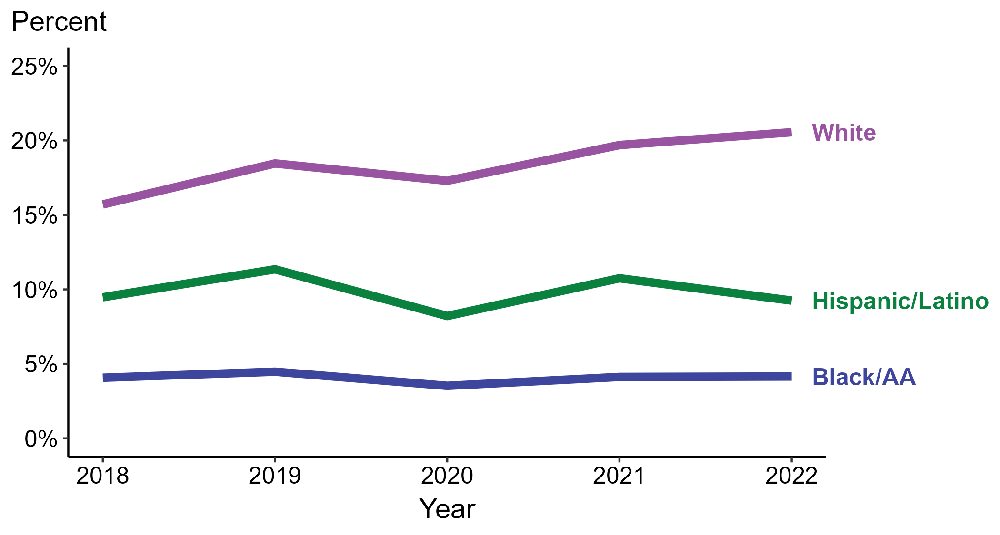 Percent
25%
20%
15%
10%
5%
0%
White
Hispanic/Latino
Black/AA
2018 2019 2020 2021 2022
Year